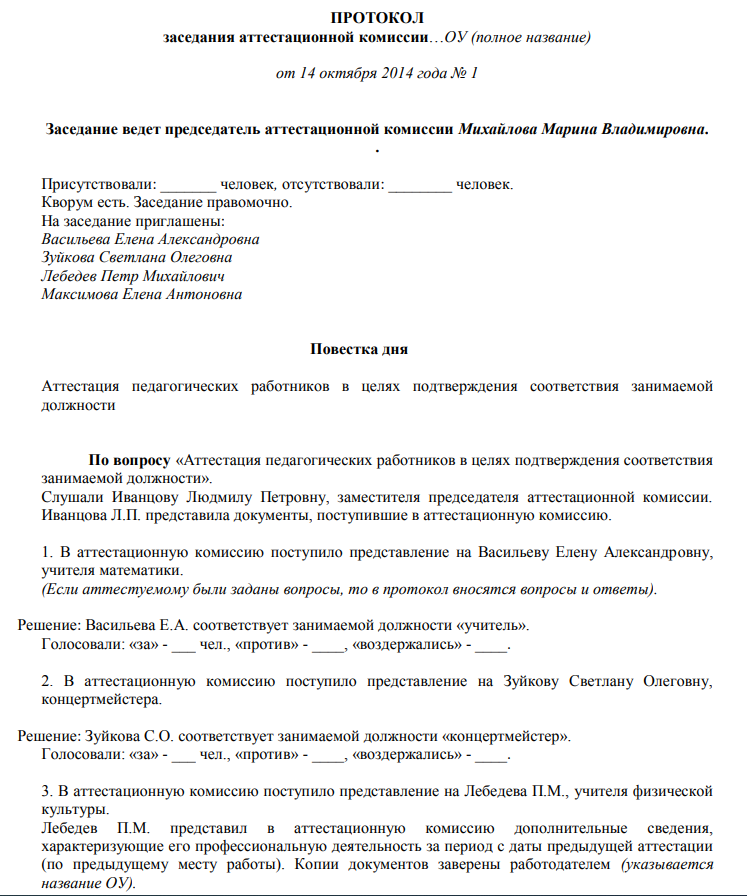 ПРОТОКОЛ
заседания аттестационной комиссии…ОУ (полное название)
от 14 октября 2014 года № 1
Заседание ведет председатель аттестационной комиссии Михайлова Марина Владимировна.
.
Присутствовали: _______ человек, отсутствовали: ________ человек.
Кворум есть. Заседание правомочно.
На заседание приглашены:
Васильева Елена Александровна
Зуйкова Светлана Олеговна
Лебедев Петр Михайлович
Максимова Елена Антоновна
Повестка дня
Аттестация педагогических работников в целях подтверждения соответствия занимаемой
должности
По вопросу «Аттестация педагогических работников в целях подтверждения соответствия
занимаемой должности».
Слушали Иванцову Людмилу Петровну, заместителя председателя аттестационной комиссии.
Иванцова Л.П. представила документы, поступившие в аттестационную комиссию.
1. В аттестационную комиссию поступило представление на Васильеву Елену Александровну,
учителя математики.
(Если аттестуемому были заданы вопросы, то в протокол вносятся вопросы и ответы).
Решение: Васильева Е.А. соответствует занимаемой должности «учитель».
Голосовали: «за» - ___ чел., «против» - ____, «воздержались» - ____.
2. В аттестационную комиссию поступило представление на Зуйкову Светлану Олеговну,
концертмейстера.
Решение: Зуйкова С.О. соответствует занимаемой должности «концертмейстер».
Голосовали: «за» - ___ чел., «против» - ____, «воздержались» - ____.
3. В аттестационную комиссию поступило представление на Лебедева П.М., учителя физической
культуры.
Лебедев П.М. представил в аттестационную комиссию дополнительные сведения,
характеризующие его профессиональную деятельность за период с даты предыдущей аттестации
(по предыдущему месту работы). Копии документов заверены работодателем (указывается
название ОУ).